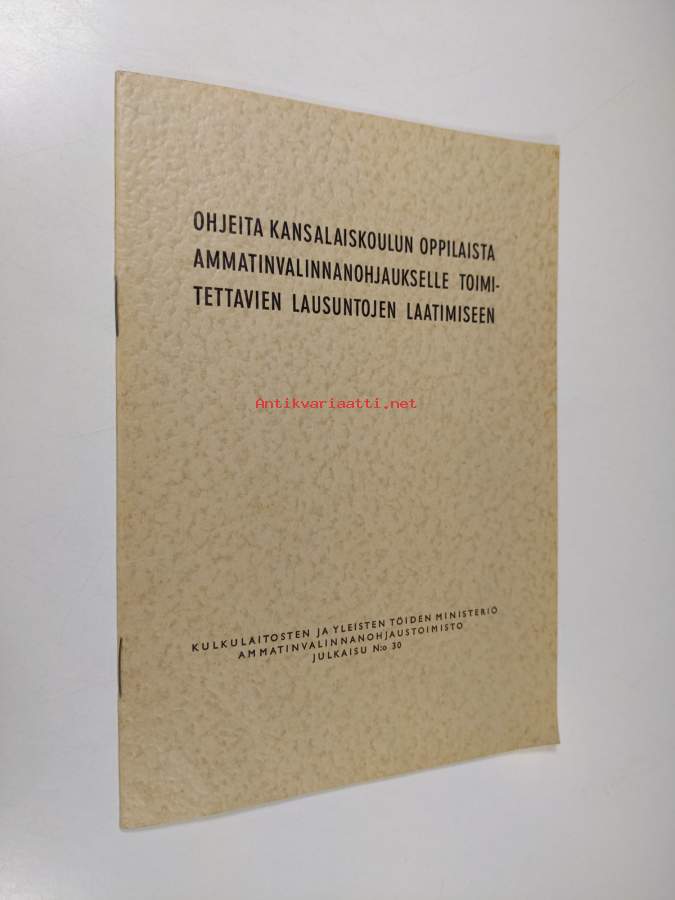 OHJEITA KANSALAISKOULUN OPPILAISTA
AMMATINVALINNANOHJAUKSELLE TOIMI-
TETTAVIEN LAUSUNTOJEN LAATIMISEEN
Antikvariaatti.net
KULKULAITOSTEN JA YLEISTEN TÖIDEN MINISTERIÖ
AMMATINVALINNANOHJAUSTOIMISTO
JULKAISU N:o 30